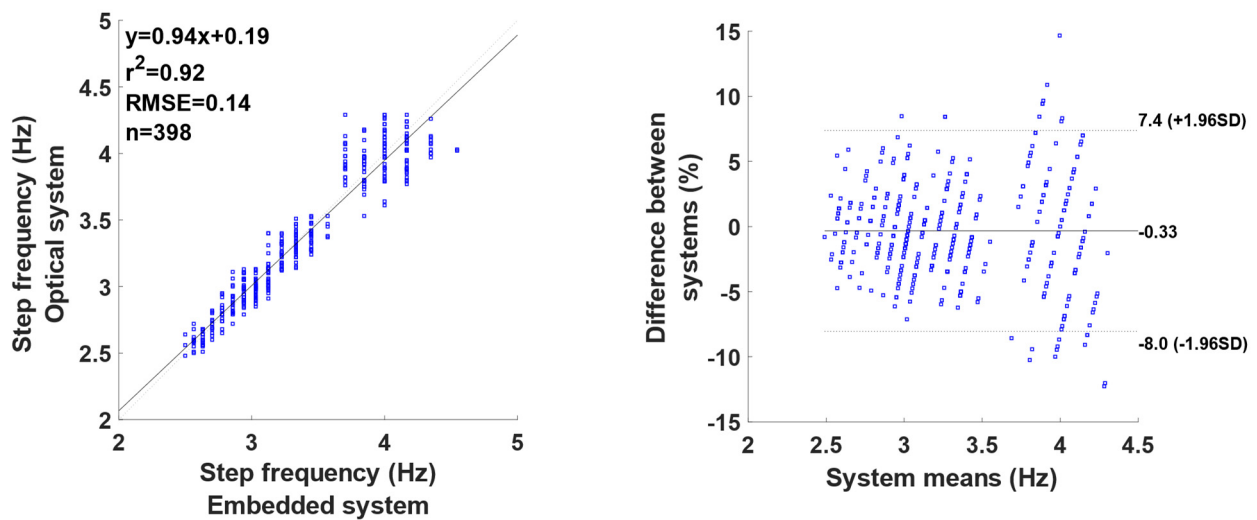 y=0.94x+0.19
r2=0.92
RMSE=0.14
n=398
5
4.5
4
3.5
3
2.5
2
2
3
4
5
Step frequency (Hz)
Optical system
Step frequency (Hz)
Embedded system
15
10
5
0
-5
-10
-15
2
2.5
3
3.5
4
4.5
Difference between
systems (%)
System means (Hz)
7.4 (+1.96SD)
-0.33
-8.0 (-1.96SD)